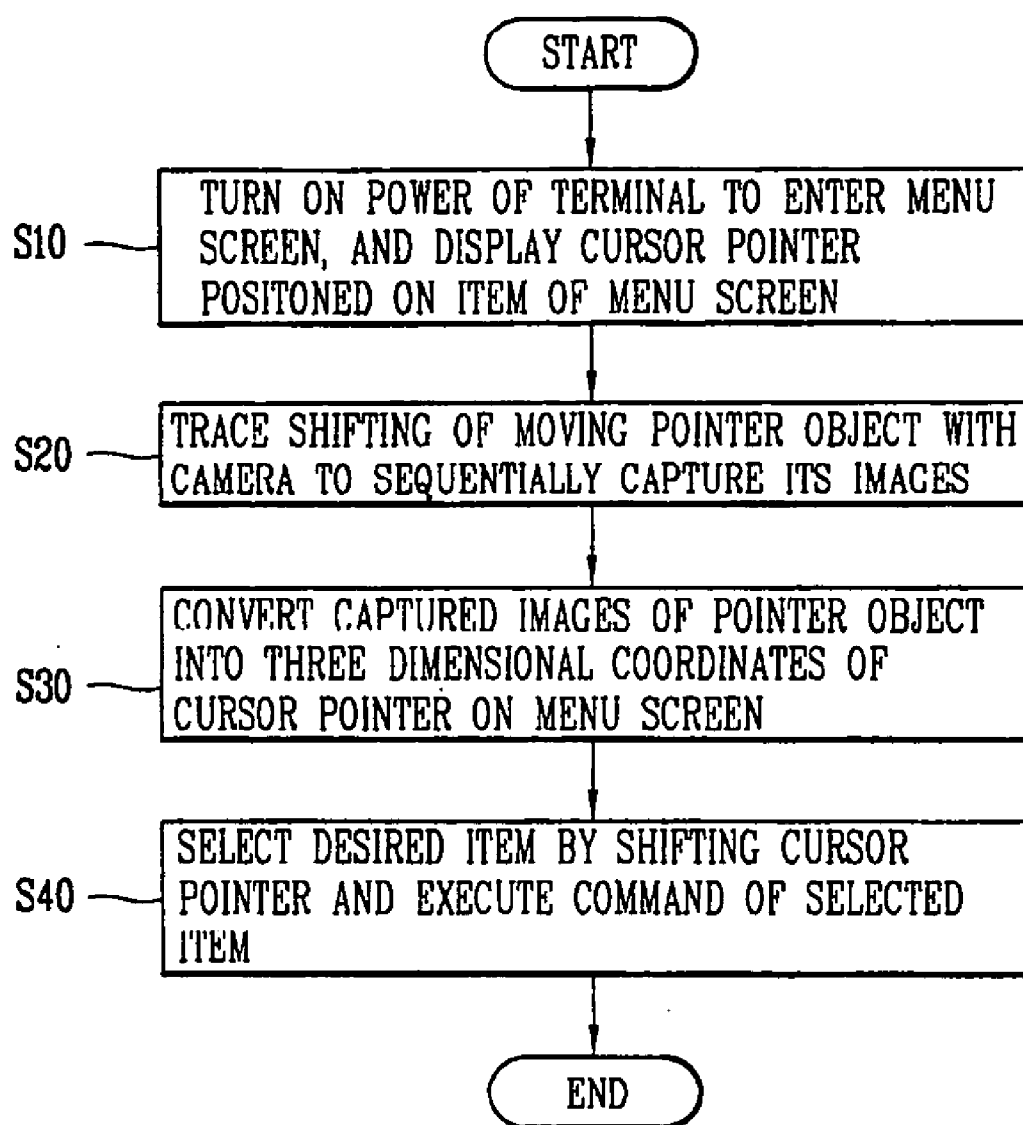 START
S10
TURN ON POWER OF TERMINAL TO ENTER MENU
SCREEN, AND DISPLAY CURSOR POINTER
POSITONED ON ITEM OF MENU SCREEN
S20
TRACE SHIFTING OF MOVING POINTER OBJECT WITH
CAMERA TO SEQUENTIALLY CAPTURE ITS IMAGES
S30
CONVERT CAPTURED IMAGES OF POINTER OBJECT
INTO THREE DIMENSIONAL COORDINATES OF
CURSOR POINTER ON MENU SCREEN
S40
SELECT DESIRED ITEM BY SHIFTING CURSOR
POINTER AND EXECUTE COMMAND OF SELECTED
ITEM
END